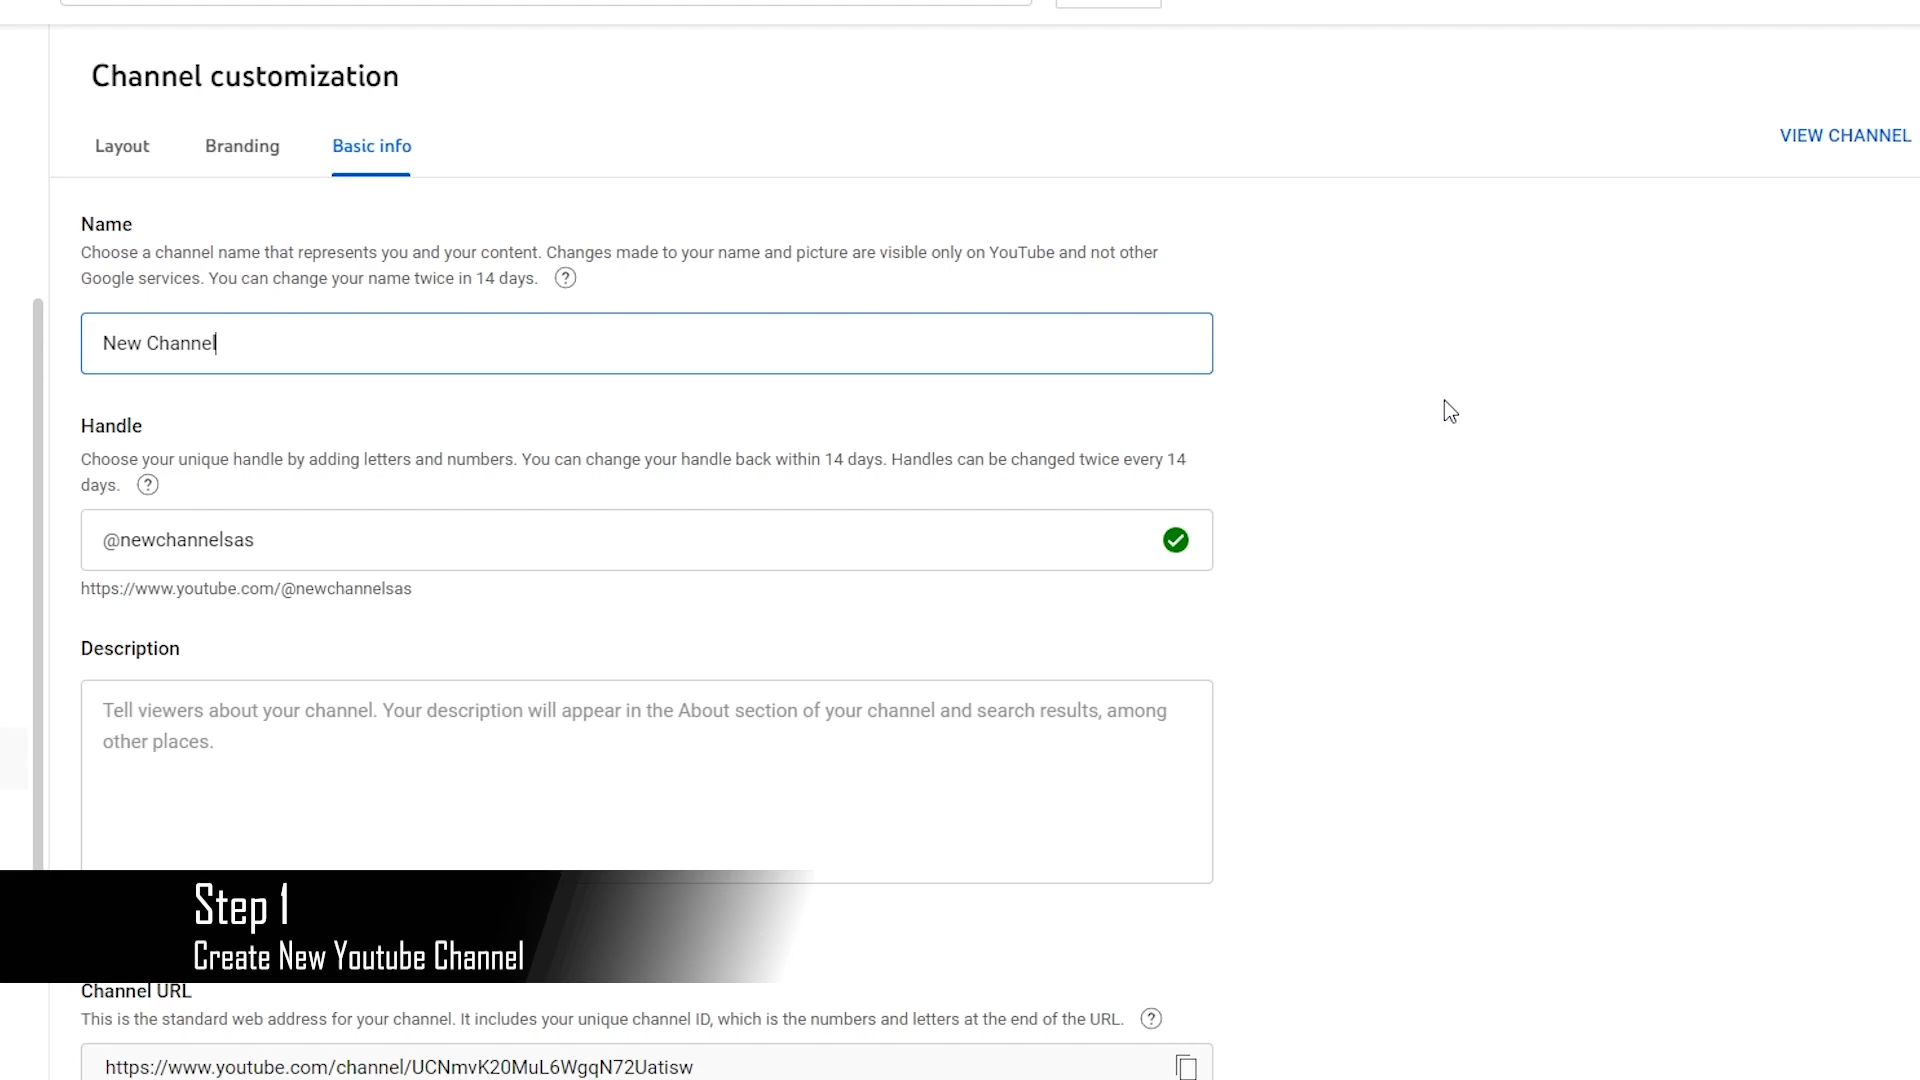 Channel customization
Layout Branding Basic info
VIEW CHANNEL
Name
Choose a channel name that represents you and your content. Changes made to your name and picture are visible only on YouTube and not other
Google services. You can change your name twice in 14 days.
New Channel
Handle
Choose your unique handle by adding letters and numbers. You can change your handle back within 14 days. Handles can be changed twice every 14
days.
@newchannelsas
https://www.youtube.com/@newchannelsas
Description
Tell viewers about your channel. Your description will appear in the About section of your channel and search results, among
other places.
Step 1
Create New Youtube Channel
Channel URL
This is the standard web address for your channel. It includes your unique channel ID, which is the numbers and letters at the end of the URL.
https://www.youtube.com/channel/UCNmvK20MuL6WgqN72Uatisw